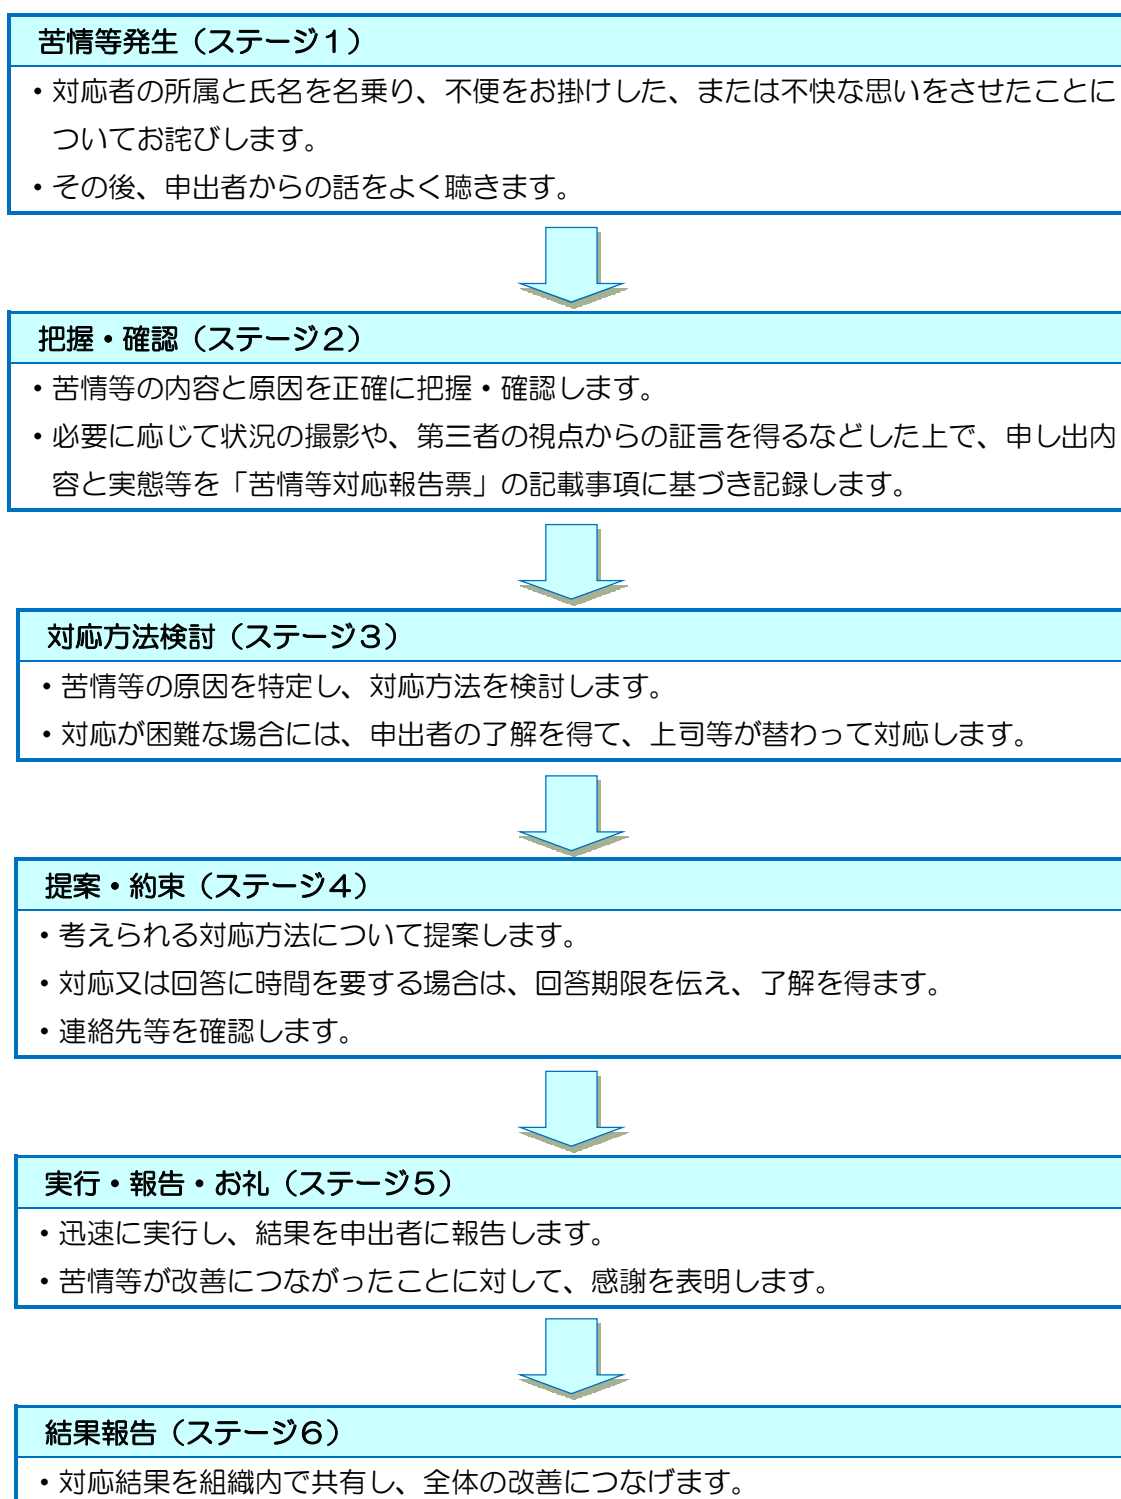 苦情等発生（ステージ１）
・対応者の所属と氏名を名乗り、不便をお掛けした、または不快な思いをさせたことに
ついてお詫びします。
・その後、申出者からの話をよく聴きます。
把握・確認（ステージ２）
・苦情等の内容と原因を正確に把握・確認します。
・必要に応じて状況の撮影や、第三者の視点からの証言を得るなどした上で、申し出内
容と実態等を「苦情等対応報告票」の記載事項に基づき記録します。
対応方法検討（ステージ３）
・苦情等の原因を特定し、対応方法を検討します。
・対応が困難な場合には、申出者の了解を得て、上司等が替わって対応します。
提案・約束（ステージ４）
・考えられる対応方法について提案します。
・対応又は回答に時間を要する場合は、回答期限を伝え、了解を得ます。
・連絡先等を確認します。
実行・報告・お礼（ステージ５）
・迅速に実行し、結果を申出者に報告します。
・苦情等が改善につながったことに対して、感謝を表明します。
結果報告（ステージ６）
・対応結果を組織内で共有し、全体の改善につなげます。